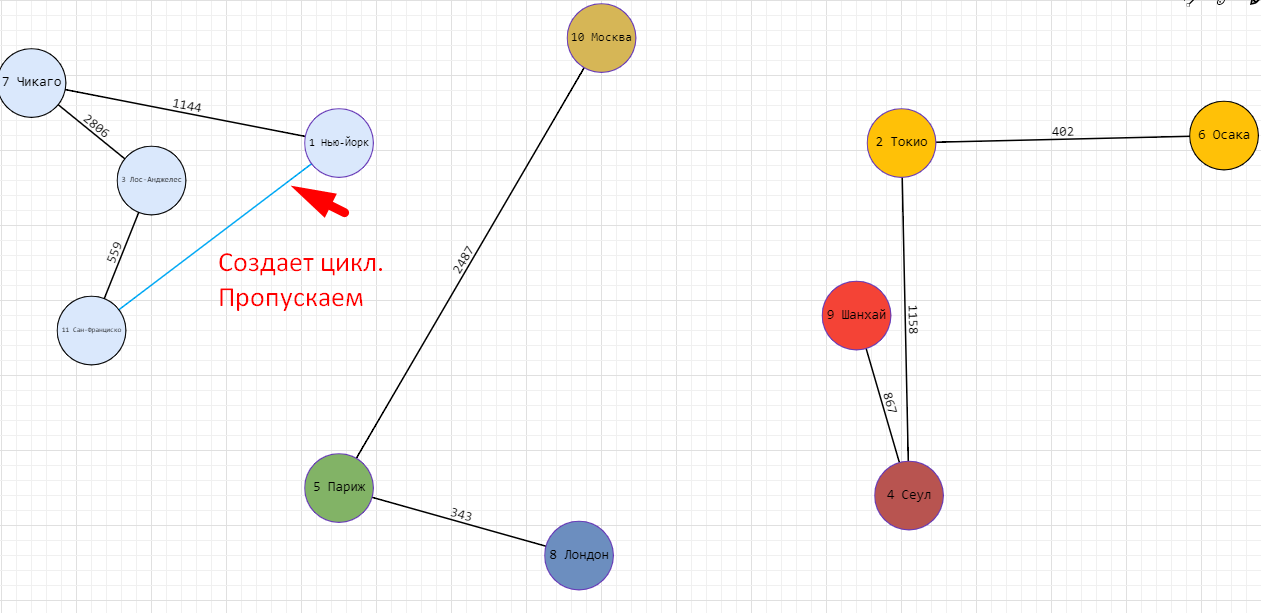 10 Москва
7 Чикаго
1144
2806
1 Нью-Йорк
2 Токио
402
6 Осака
3 Лос-Анджелес
559
Создает цикл.
Пропускаем
2487
9 Шанхай
1158
11 Сан-Франциско
867
5 Париж
4 Сеул
343
8 Лондон